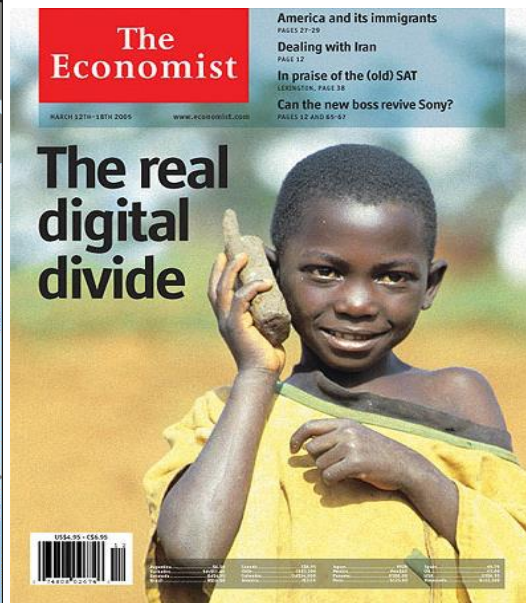 The
Economist
MARCH 12TH–18TH 2005
www.economist.com
America and its immigrants
PAGES 27-29
Dealing with Iran
PAGE 12
In praise of the (old) SAT
LEXINGTON, PAGE 38
Can the new boss revive Sony?
PAGES 12 AND 65-67
The real
digital
divide
US$4.95 • C$6.95